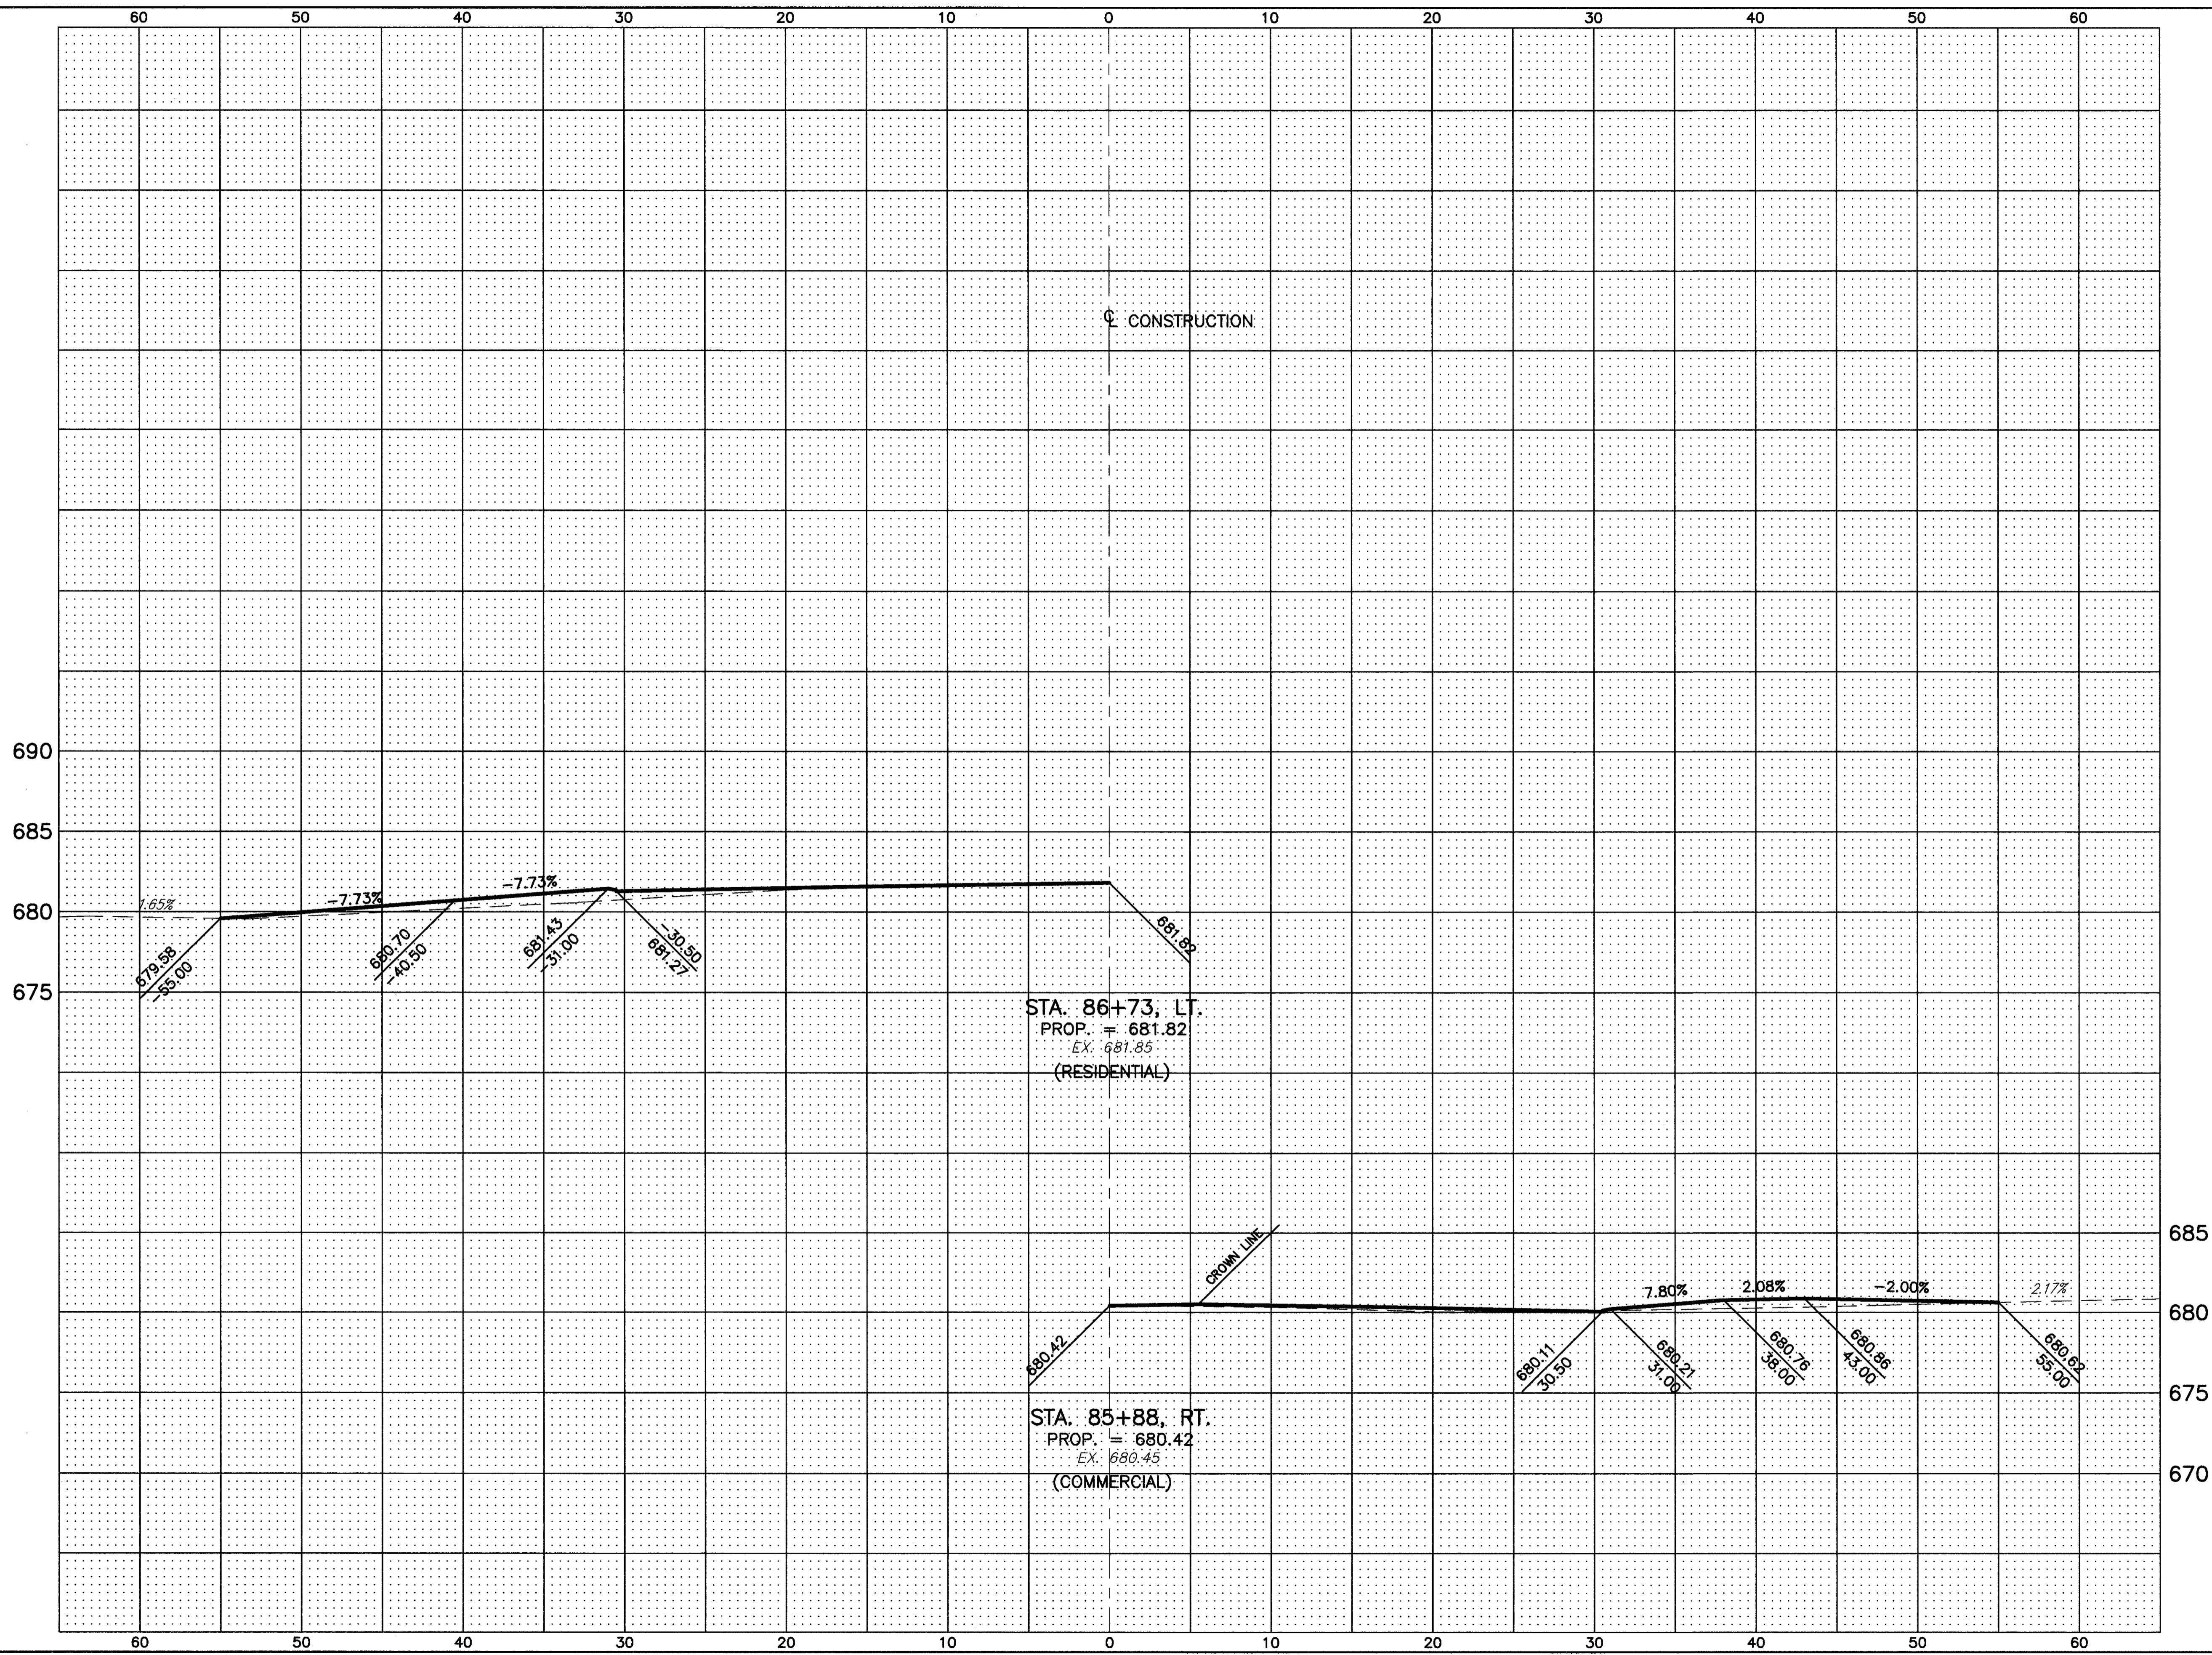 60 50 40 30 20 10 0 10 20 30 40 50 60
℄ CONSTRUCTION
690
685
680
675
1.65%
-7.73%
-7.73%
679.58
-55.00
680.70
-40.50
681.43
-31.00
-30.50
681.27
681.82
STA. 86+73, LT.
PROP. = 681.82
EX. 681.85
(RESIDENTIAL)
685
680
675
670
CROWN LINE
7.80%
2.08%
-2.00%
2.17%
680.42
680.11
30.50
680.21
31.00
680.76
38.00
680.86
43.00
680.62
55.00
STA. 85+88, RT.
PROP. = 680.42
EX. 680.45
(COMMERCIAL)
60 50 40 30 20 10 0 10 20 30 40 50 60